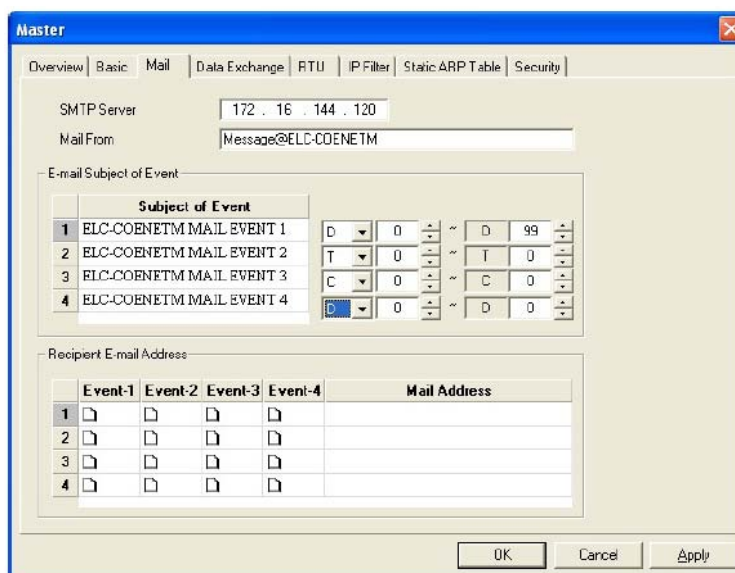 Master
Overview Basic Mail Data Exchange RTU IP Filter Static ARP Table Security
SMTP Server 172 . 16 . 144 . 120
Mail From Message@ELC-COENETM
E-mail Subject of Event
Subject of Event
1 ELC-COENETM MAIL EVENT 1 D 0 ~ D 99
2 ELC-COENETM MAIL EVENT 2 T 0 ~ T 0
3 ELC-COENETM MAIL EVENT 3 C 0 ~ C 0
4 ELC-COENETM MAIL EVENT 4 D 0 ~ D 0
Recipient E-mail Address
Event-1 Event-2 Event-3 Event-4 Mail Address
1
2
3
4
OK Cancel Apply